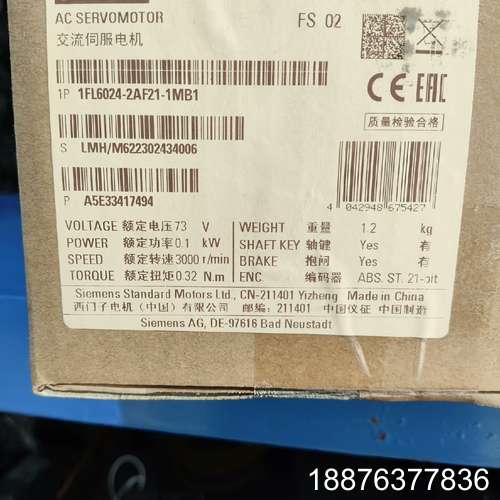 AC SERVOMOTOR FS 02
交流伺服电机
1P 1FL6024-2AF21-1MB1
CE EAC
质量检验合格
S LMH/M622302434006
P A5E33417494
4 042948 675427
VOLTAGE 额定电压 73 V WEIGHT 重量 1.2 kg
POWER 额定功率 0.1 kW SHAFT KEY 轴键 Yes 有
SPEED 额定转速 3000 r/min BRAKE 抱闸 Yes 有
TORQUE 额定扭矩 0.32 N.m ENC 编码器 ABS. ST. 21-bit
Siemens Standard Motors Ltd., CN-211401 Yizheng Made in China
西门子电机（中国）有限公司 邮编: 211401 中国仪征 中国制造
Siemens AG, DE-97616 Bad Neustadt
18876377836